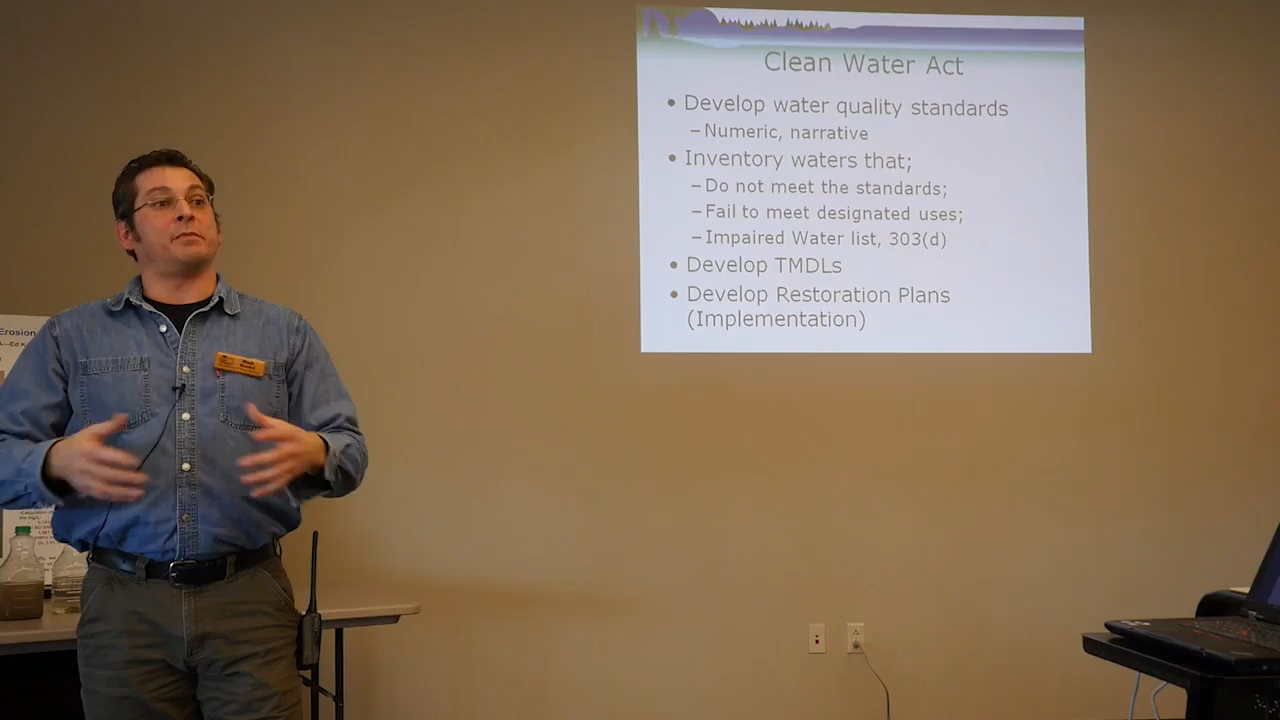 Clean Water Act
• Develop water quality standards
– Numeric, narrative
• Inventory waters that;
– Do not meet the standards;
– Fail to meet designated uses;
– Impaired Water list, 303(d)
• Develop TMDLs
• Develop Restoration Plans
(Implementation)
Erosion
Mark